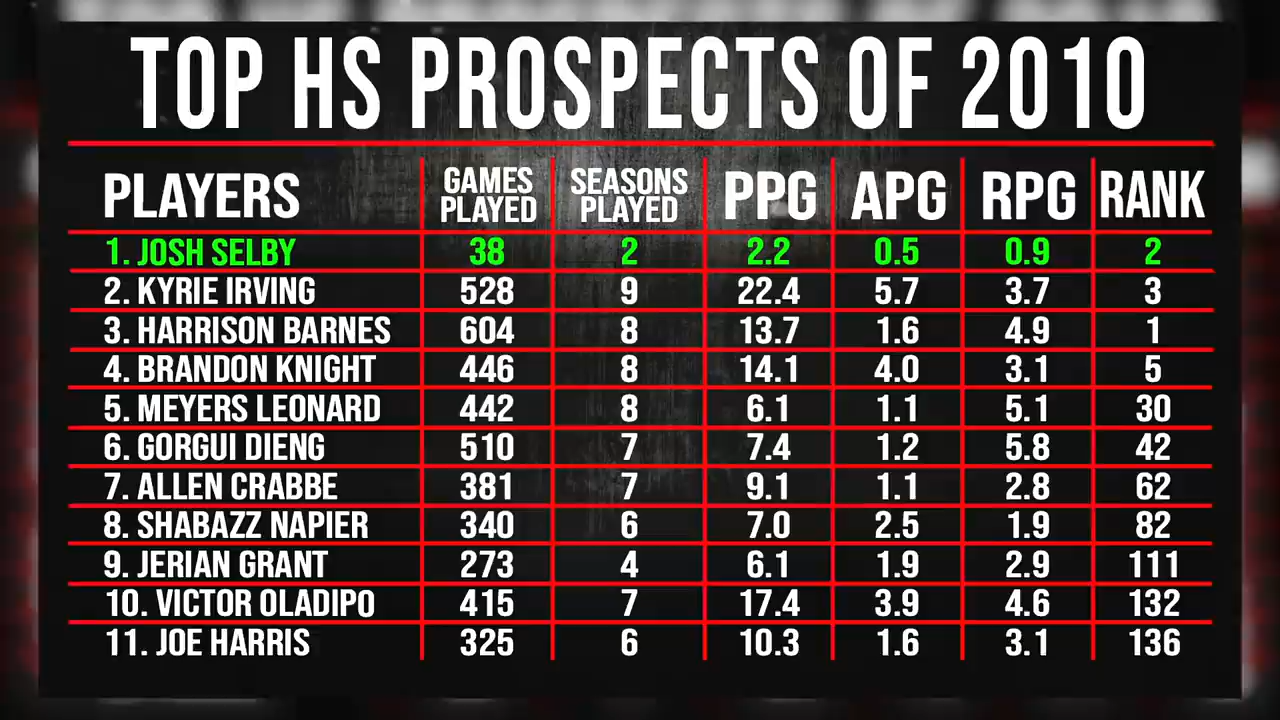 TOP HS PROSPECTS OF 2010
PLAYERS GAMES PLAYED SEASONS PLAYED PPG APG RPG RANK
1. JOSH SELBY 38 2 2.2 0.5 0.9 2
2. KYRIE IRVING 528 9 22.4 5.7 3.7 3
3. HARRISON BARNES 604 8 13.7 1.6 4.9 1
4. BRANDON KNIGHT 446 8 14.1 4.0 3.1 5
5. MEYERS LEONARD 442 8 6.1 1.1 5.1 30
6. GORGUI DIENG 510 7 7.4 1.2 5.8 42
7. ALLEN CRABBE 381 7 9.1 1.1 2.8 62
8. SHABAZZ NAPIER 340 6 7.0 2.5 1.9 82
9. JERIAN GRANT 273 4 6.1 1.9 2.9 111
10. VICTOR OLADIPO 415 7 17.4 3.9 4.6 132
11. JOE HARRIS 325 6 10.3 1.6 3.1 136